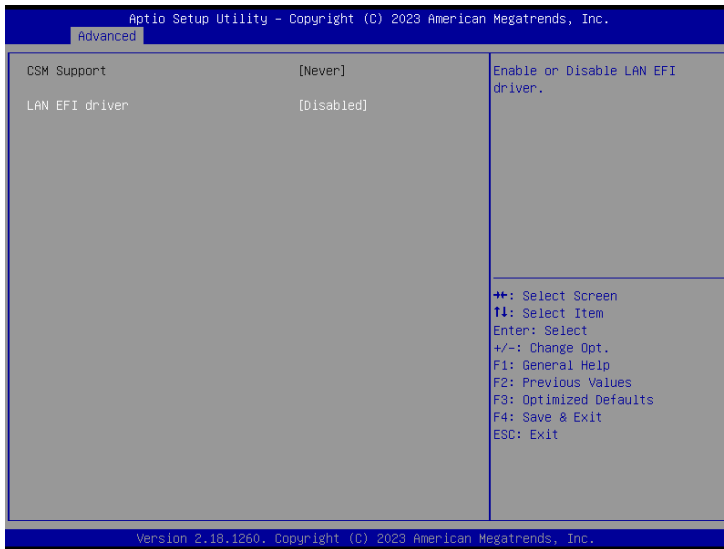 Aptio Setup Utility – Copyright (C) 2023 American Megatrends, Inc.
Advanced
CSM Support [Never]
LAN EFI driver [Disabled]
Enable or Disable LAN EFI
driver.
→←: Select Screen
↑↓: Select Item
Enter: Select
+/-: Change Opt.
F1: General Help
F2: Previous Values
F3: Optimized Defaults
F4: Save & Exit
ESC: Exit
Version 2.18.1260. Copyright (C) 2023 American Megatrends, Inc.